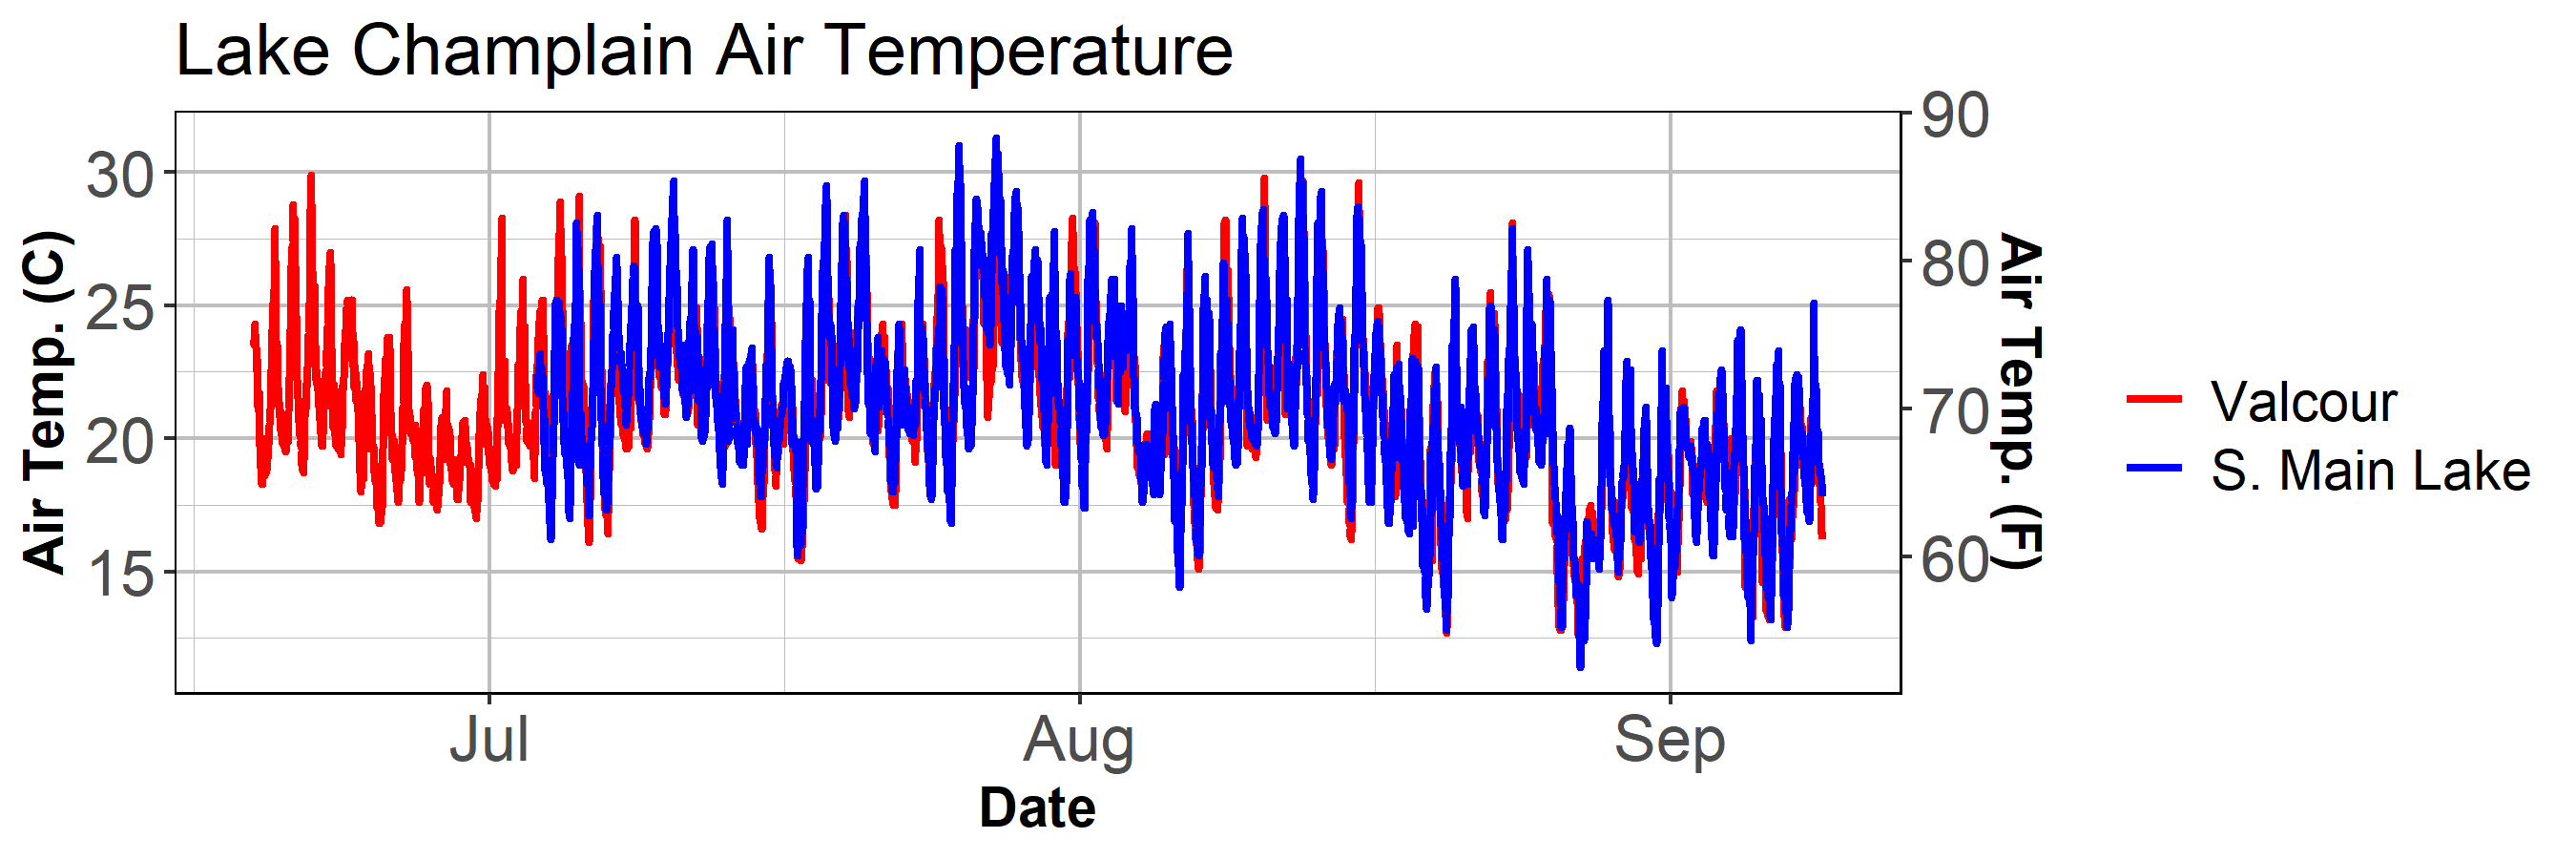 Lake Champlain Air Temperature
Air Temp. (C)
30
25
20
15
90
80
70
60
Air Temp. (F)
Jul Aug Sep
Date
Valcour
S. Main Lake